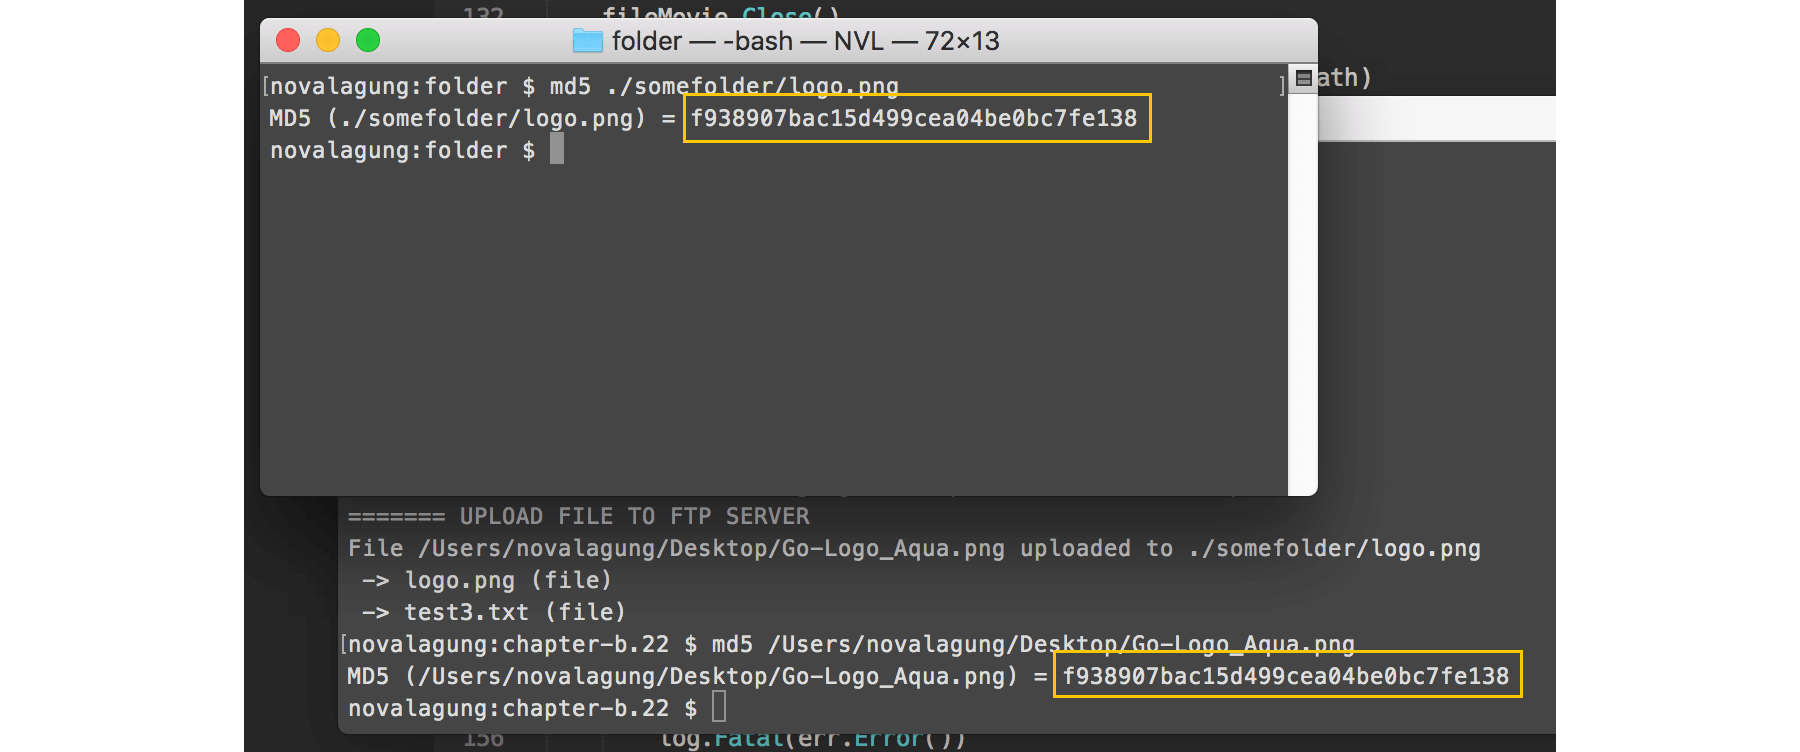 132 fileMovie.Close()
folder — -bash — NVL — 72×13
ath)
[novalagung:folder $ md5 ./somefolder/logo.png ]
MD5 (./somefolder/logo.png) = f938907bac15d499cea04be0bc7fe138
novalagung:folder $
======= UPLOAD FILE TO FTP SERVER
File /Users/novalagung/Desktop/Go-Logo_Aqua.png uploaded to ./somefolder/logo.png
-> logo.png (file)
-> test3.txt (file)
[novalagung:chapter-b.22 $ md5 /Users/novalagung/Desktop/Go-Logo_Aqua.png
MD5 (/Users/novalagung/Desktop/Go-Logo_Aqua.png) = f938907bac15d499cea04be0bc7fe138
novalagung:chapter-b.22 $
156 log.Fatal(err.Error())